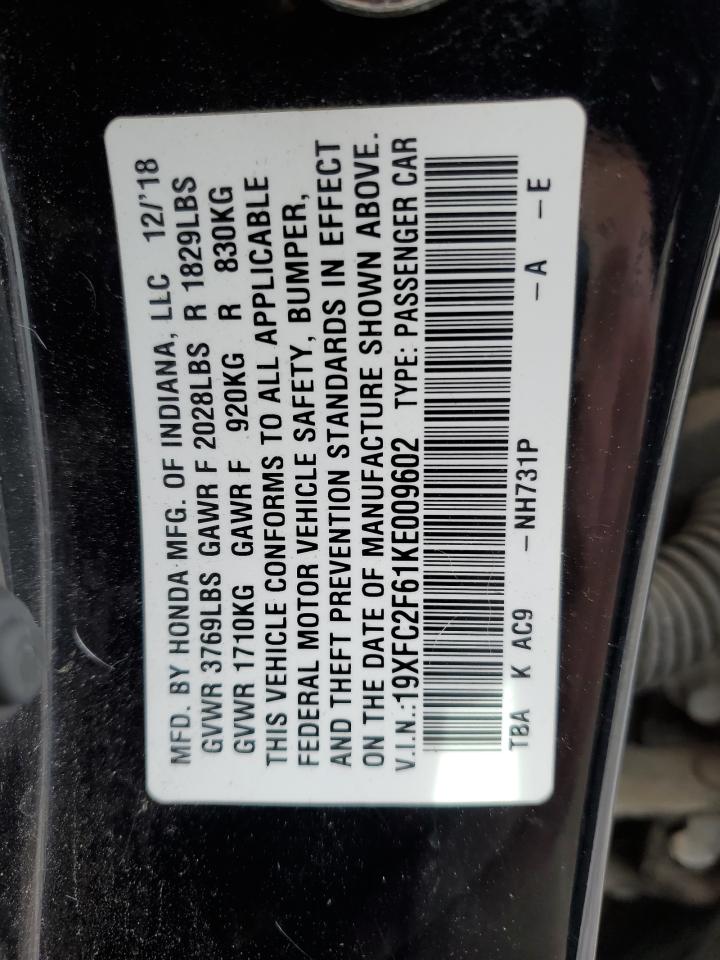 MFD. BY HONDA MFG. OF INDIANA, LLC 12/'18
GVWR 3769LBS GAWR F 2028LBS R 1829LBS
GVWR 1710KG GAWR F 920KG R 830KG
THIS VEHICLE CONFORMS TO ALL APPLICABLE
FEDERAL MOTOR VEHICLE SAFETY, BUMPER,
AND THEFT PREVENTION STANDARDS IN EFFECT
ON THE DATE OF MANUFACTURE SHOWN ABOVE.
V.I.N.:19XFC2F61KE009602 TYPE: PASSENGER CAR
TBA K AC9 -NH731P -A -E